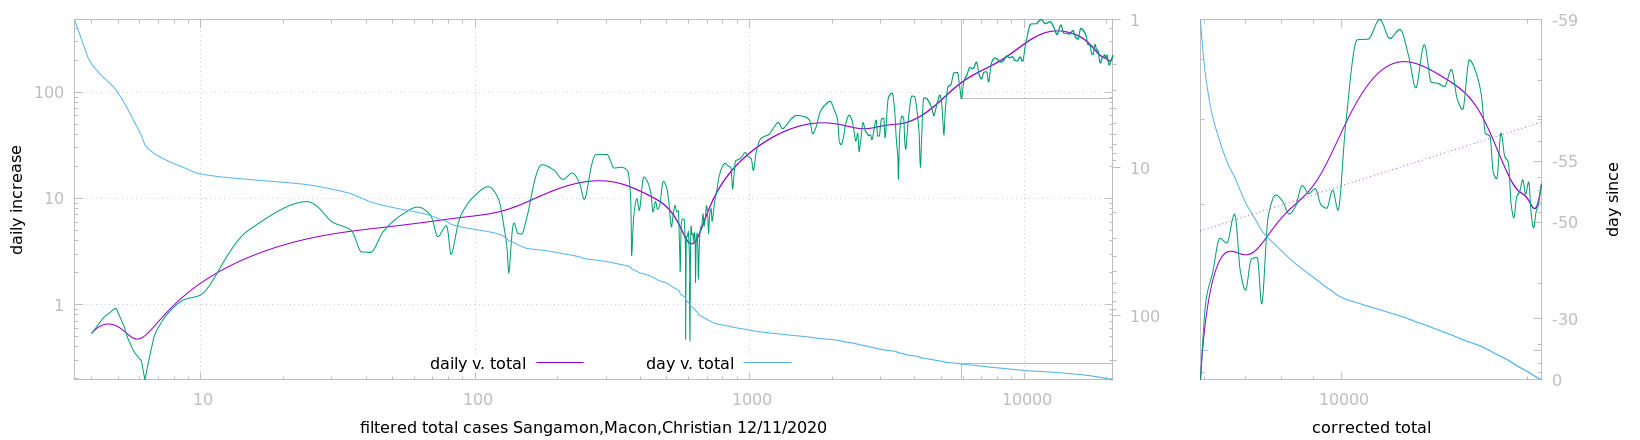 daily increase
100
10
1
daily v. total
day v. total
10
100
1000
10000
filtered total cases Sangamon,Macon,Christian 12/11/2020
1
10
100
10000
corrected total
-59
-55
-50
-30
0
day since